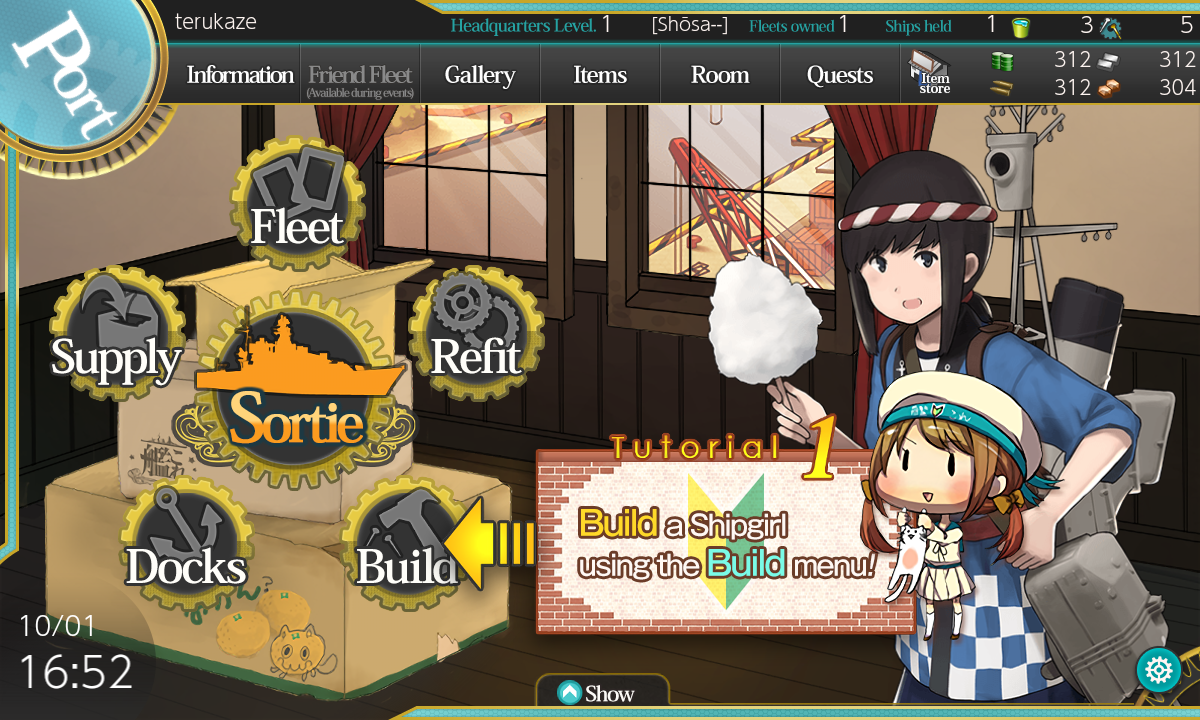 Port
terukaze
Headquarters Level. 1 [Shōsa--] Fleets owned 1 Ships held 1 3 5
Information
Friend Fleet
(Available during events)
Gallery
Items
Room
Quests
Item
store
312 312
312 304
Fleet
Supply
Refit
Sortie
Docks
Build
Tutorial 1
Build a Shipgirl
using the Build menu!
10/01
16:52
Show